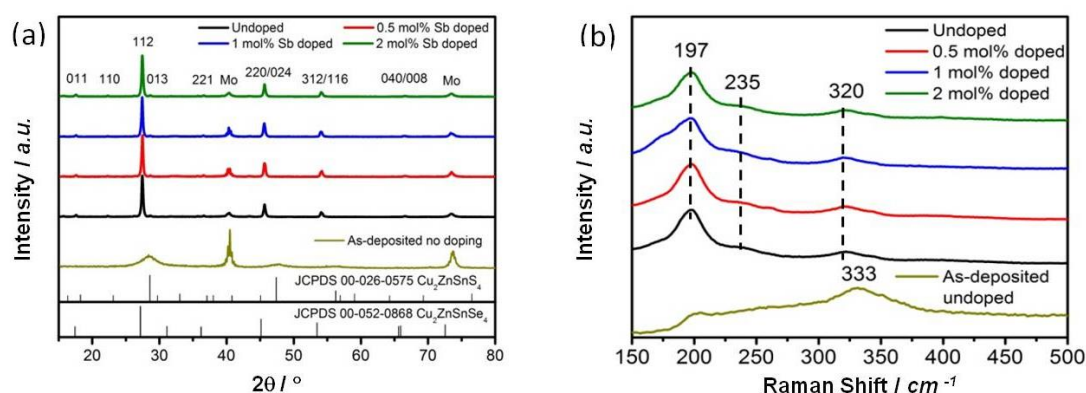 (a)
Undoped
0.5 mol% Sb doped
1 mol% Sb doped
2 mol% Sb doped
112
011 110 013 221 Mo 220/024 312/116 040/008 Mo
As-deposited no doping
JCPDS 00-026-0575 Cu₂ZnSnS₄
JCPDS 00-052-0868 Cu₂ZnSnSe₄
Intensity / a.u.
20 30 40 50 60 70 80
2θ / °
(b)
Undoped
0.5 mol% doped
1 mol% doped
2 mol% doped
197
235
320
333
As-deposited
undoped
Intensity / a.u.
150 200 250 300 350 400 450 500
Raman Shift / cm⁻¹